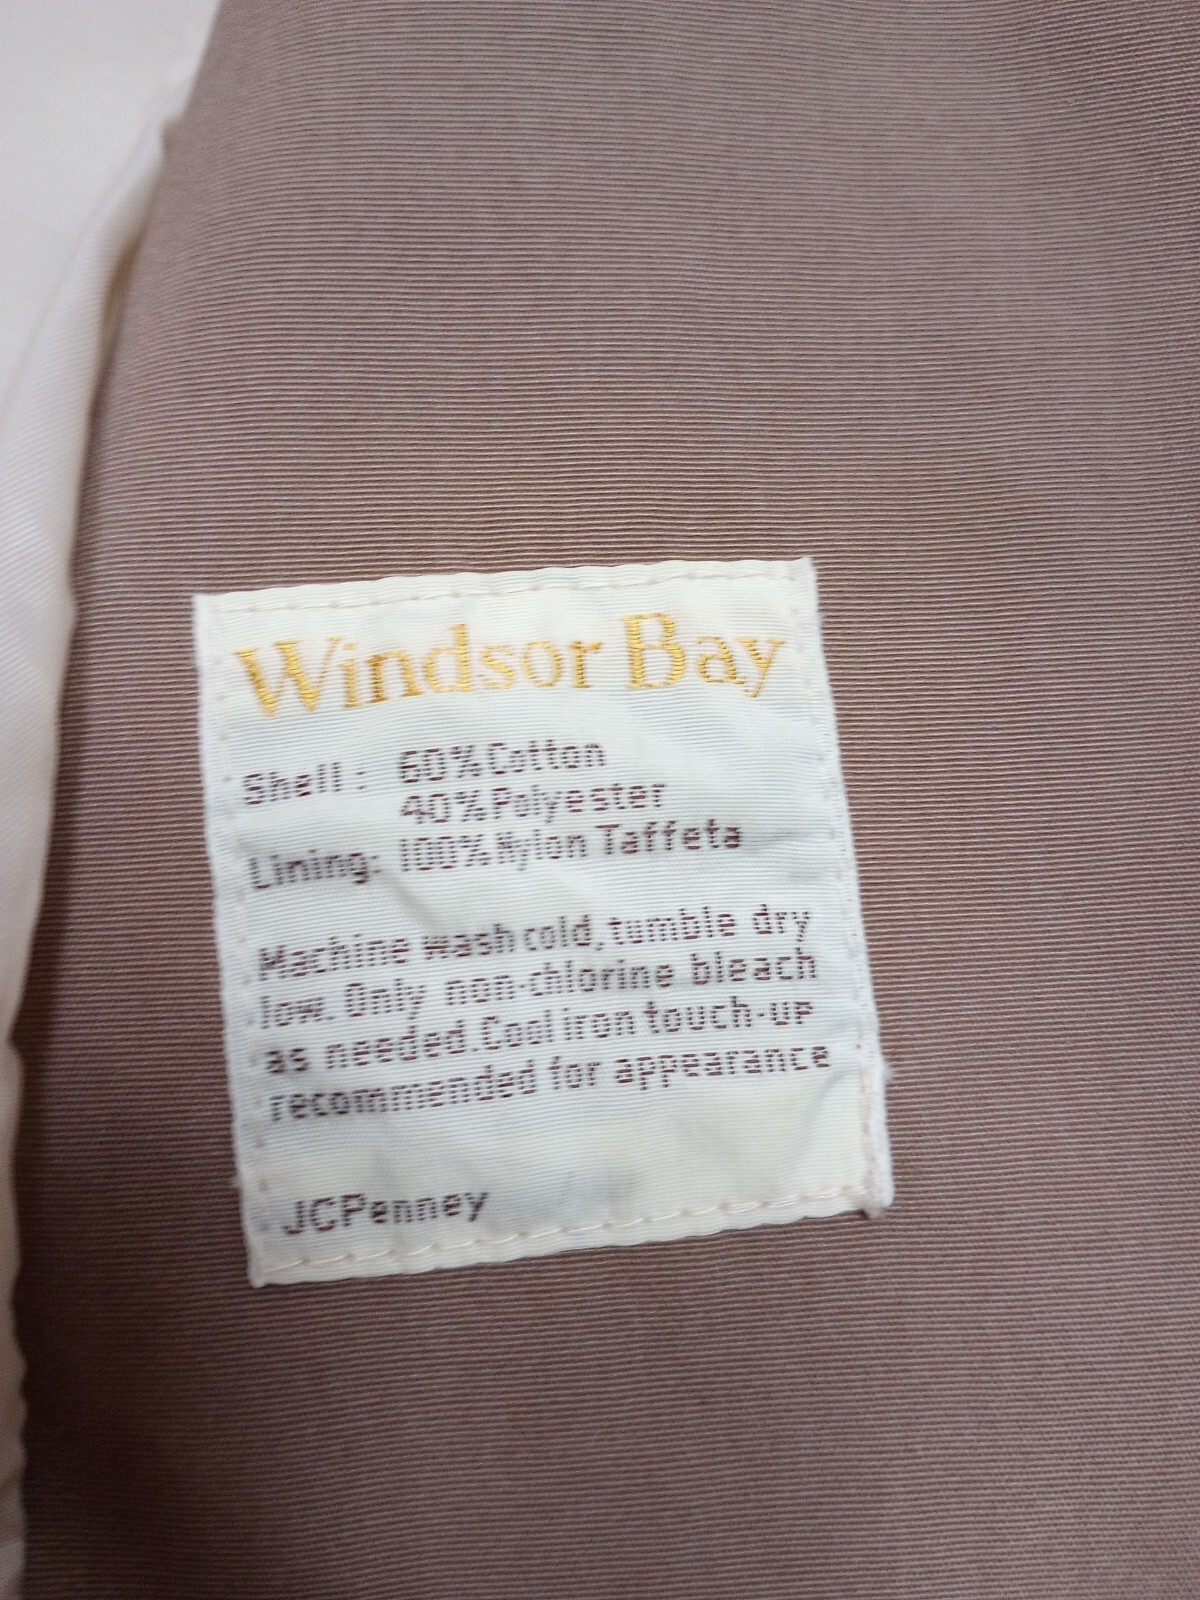 Windsor Bay
Shell: 60% Cotton
40% Polyester
Lining: 100% Nylon Taffeta
Machine wash cold, tumble dry
low. Only non-chlorine bleach
as needed. Cool iron touch-up
recommended for appearance
JCPenney